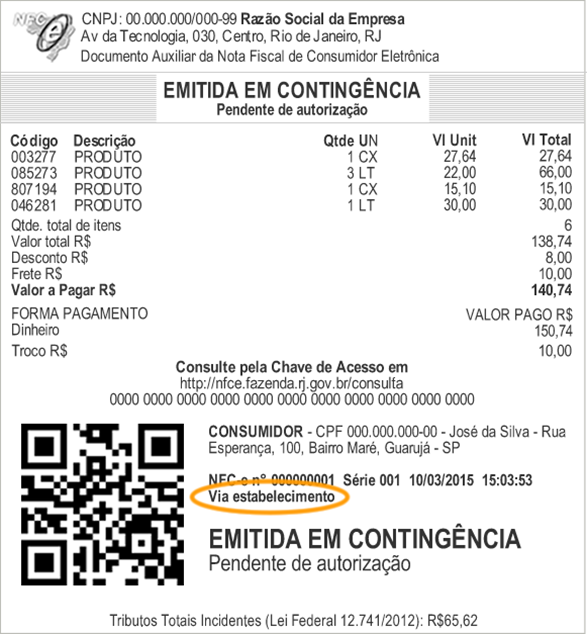 NFC e
CNPJ: 00.000.000/000-99 Razão Social da Empresa
Av da Tecnologia, 030, Centro, Rio de Janeiro, RJ
Documento Auxiliar da Nota Fiscal de Consumidor Eletrônica
EMITIDA EM CONTINGÊNCIA
Pendente de autorização
Código Descrição Qtde UN Vl Unit Vl Total
003277 PRODUTO 1 CX 27,64 27,64
085273 PRODUTO 3 LT 22,00 66,00
807194 PRODUTO 1 CX 15,10 15,10
046281 PRODUTO 1 LT 30,00 30,00
Qtde. total de itens 6
Valor total R$ 138,74
Desconto R$ 8,00
Frete R$ 10,00
Valor a Pagar R$ 140,74
FORMA PAGAMENTO VALOR PAGO R$
Dinheiro 150,74
Troco R$ 10,00
Consulte pela Chave de Acesso em
http://nfce.fazenda.rj.gov.br/consulta
0000 0000 0000 0000 0000 0000 0000 0000 0000 0000 0000
CONSUMIDOR - CPF 000.000.000-00 - José da Silva - Rua
Esperança, 100, Bairro Maré, Guarujá - SP
NFC-e nº 000000001 Série 001 10/03/2015 15:03:53
Via estabelecimento
EMITIDA EM CONTINGÊNCIA
Pendente de autorização
Tributos Totais Incidentes (Lei Federal 12.741/2012): R$65,62